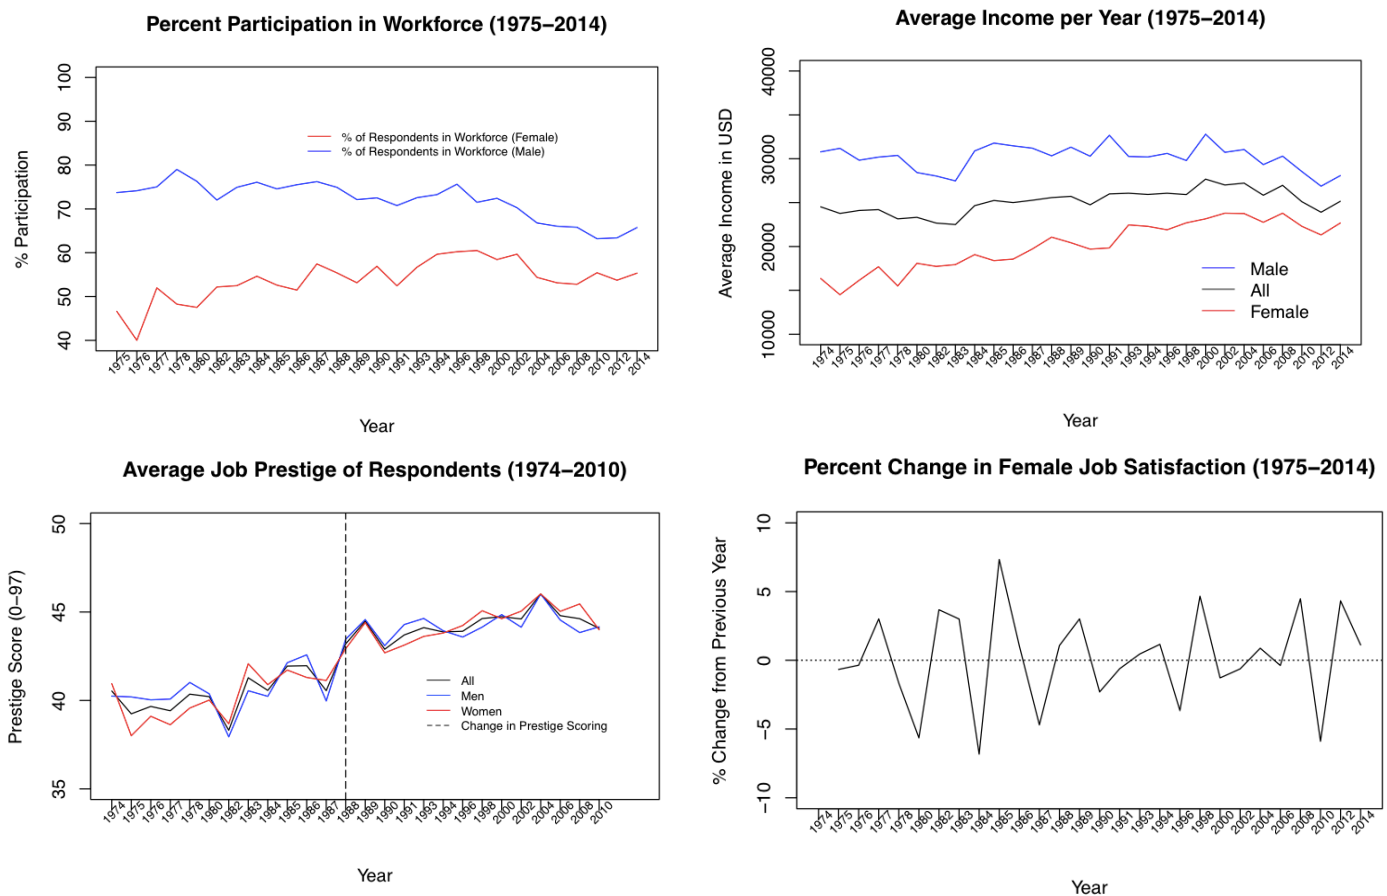 Percent Participation in Workforce (1975−2014)
% Participation
100
90
80
70
60
50
40
% of Respondents in Workforce (Female)
% of Respondents in Workforce (Male)
1975 1976 1977 1978 1980 1982 1983 1984 1985 1986 1987 1988 1989 1990 1991 1993 1994 1996 1998 2000 2002 2004 2006 2008 2010 2012 2014
Year
Average Income per Year (1975−2014)
Average Income in USD
40000
30000
20000
10000
Male
All
Female
1974 1975 1976 1977 1978 1980 1982 1983 1984 1985 1986 1987 1988 1989 1990 1991 1993 1994 1996 1998 2000 2002 2004 2006 2008 2010 2012 2014
Year
Average Job Prestige of Respondents (1974−2010)
Prestige Score (0−97)
50
45
40
35
All
Men
Women
Change in Prestige Scoring
1974 1975 1976 1977 1978 1980 1982 1983 1984 1985 1986 1987 1988 1989 1990 1991 1993 1994 1996 1998 2000 2002 2004 2006 2008 2010
Year
Percent Change in Female Job Satisfaction (1975−2014)
% Change from Previous Year
10
5
0
−5
−10
1974 1975 1976 1977 1978 1980 1982 1983 1984 1985 1986 1987 1988 1989 1990 1991 1993 1994 1996 1998 2000 2002 2004 2006 2008 2010 2012 2014
Year